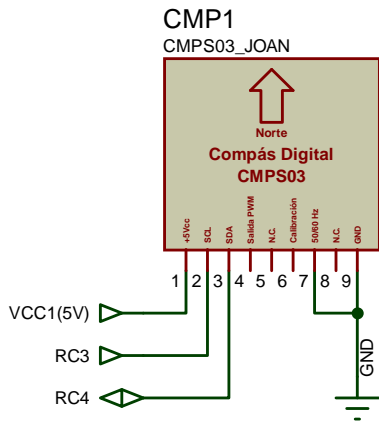 CMP1
CMPS03_JOAN
Norte
Compás Digital
CMPS03
+5Vcc
SCL
SDA
Salida PWM
N.C.
Calibración
50/60 Hz
N.C.
GND
1
2
3
4
5
6
7
8
9
VCC1(5V)
RC3
RC4
GND